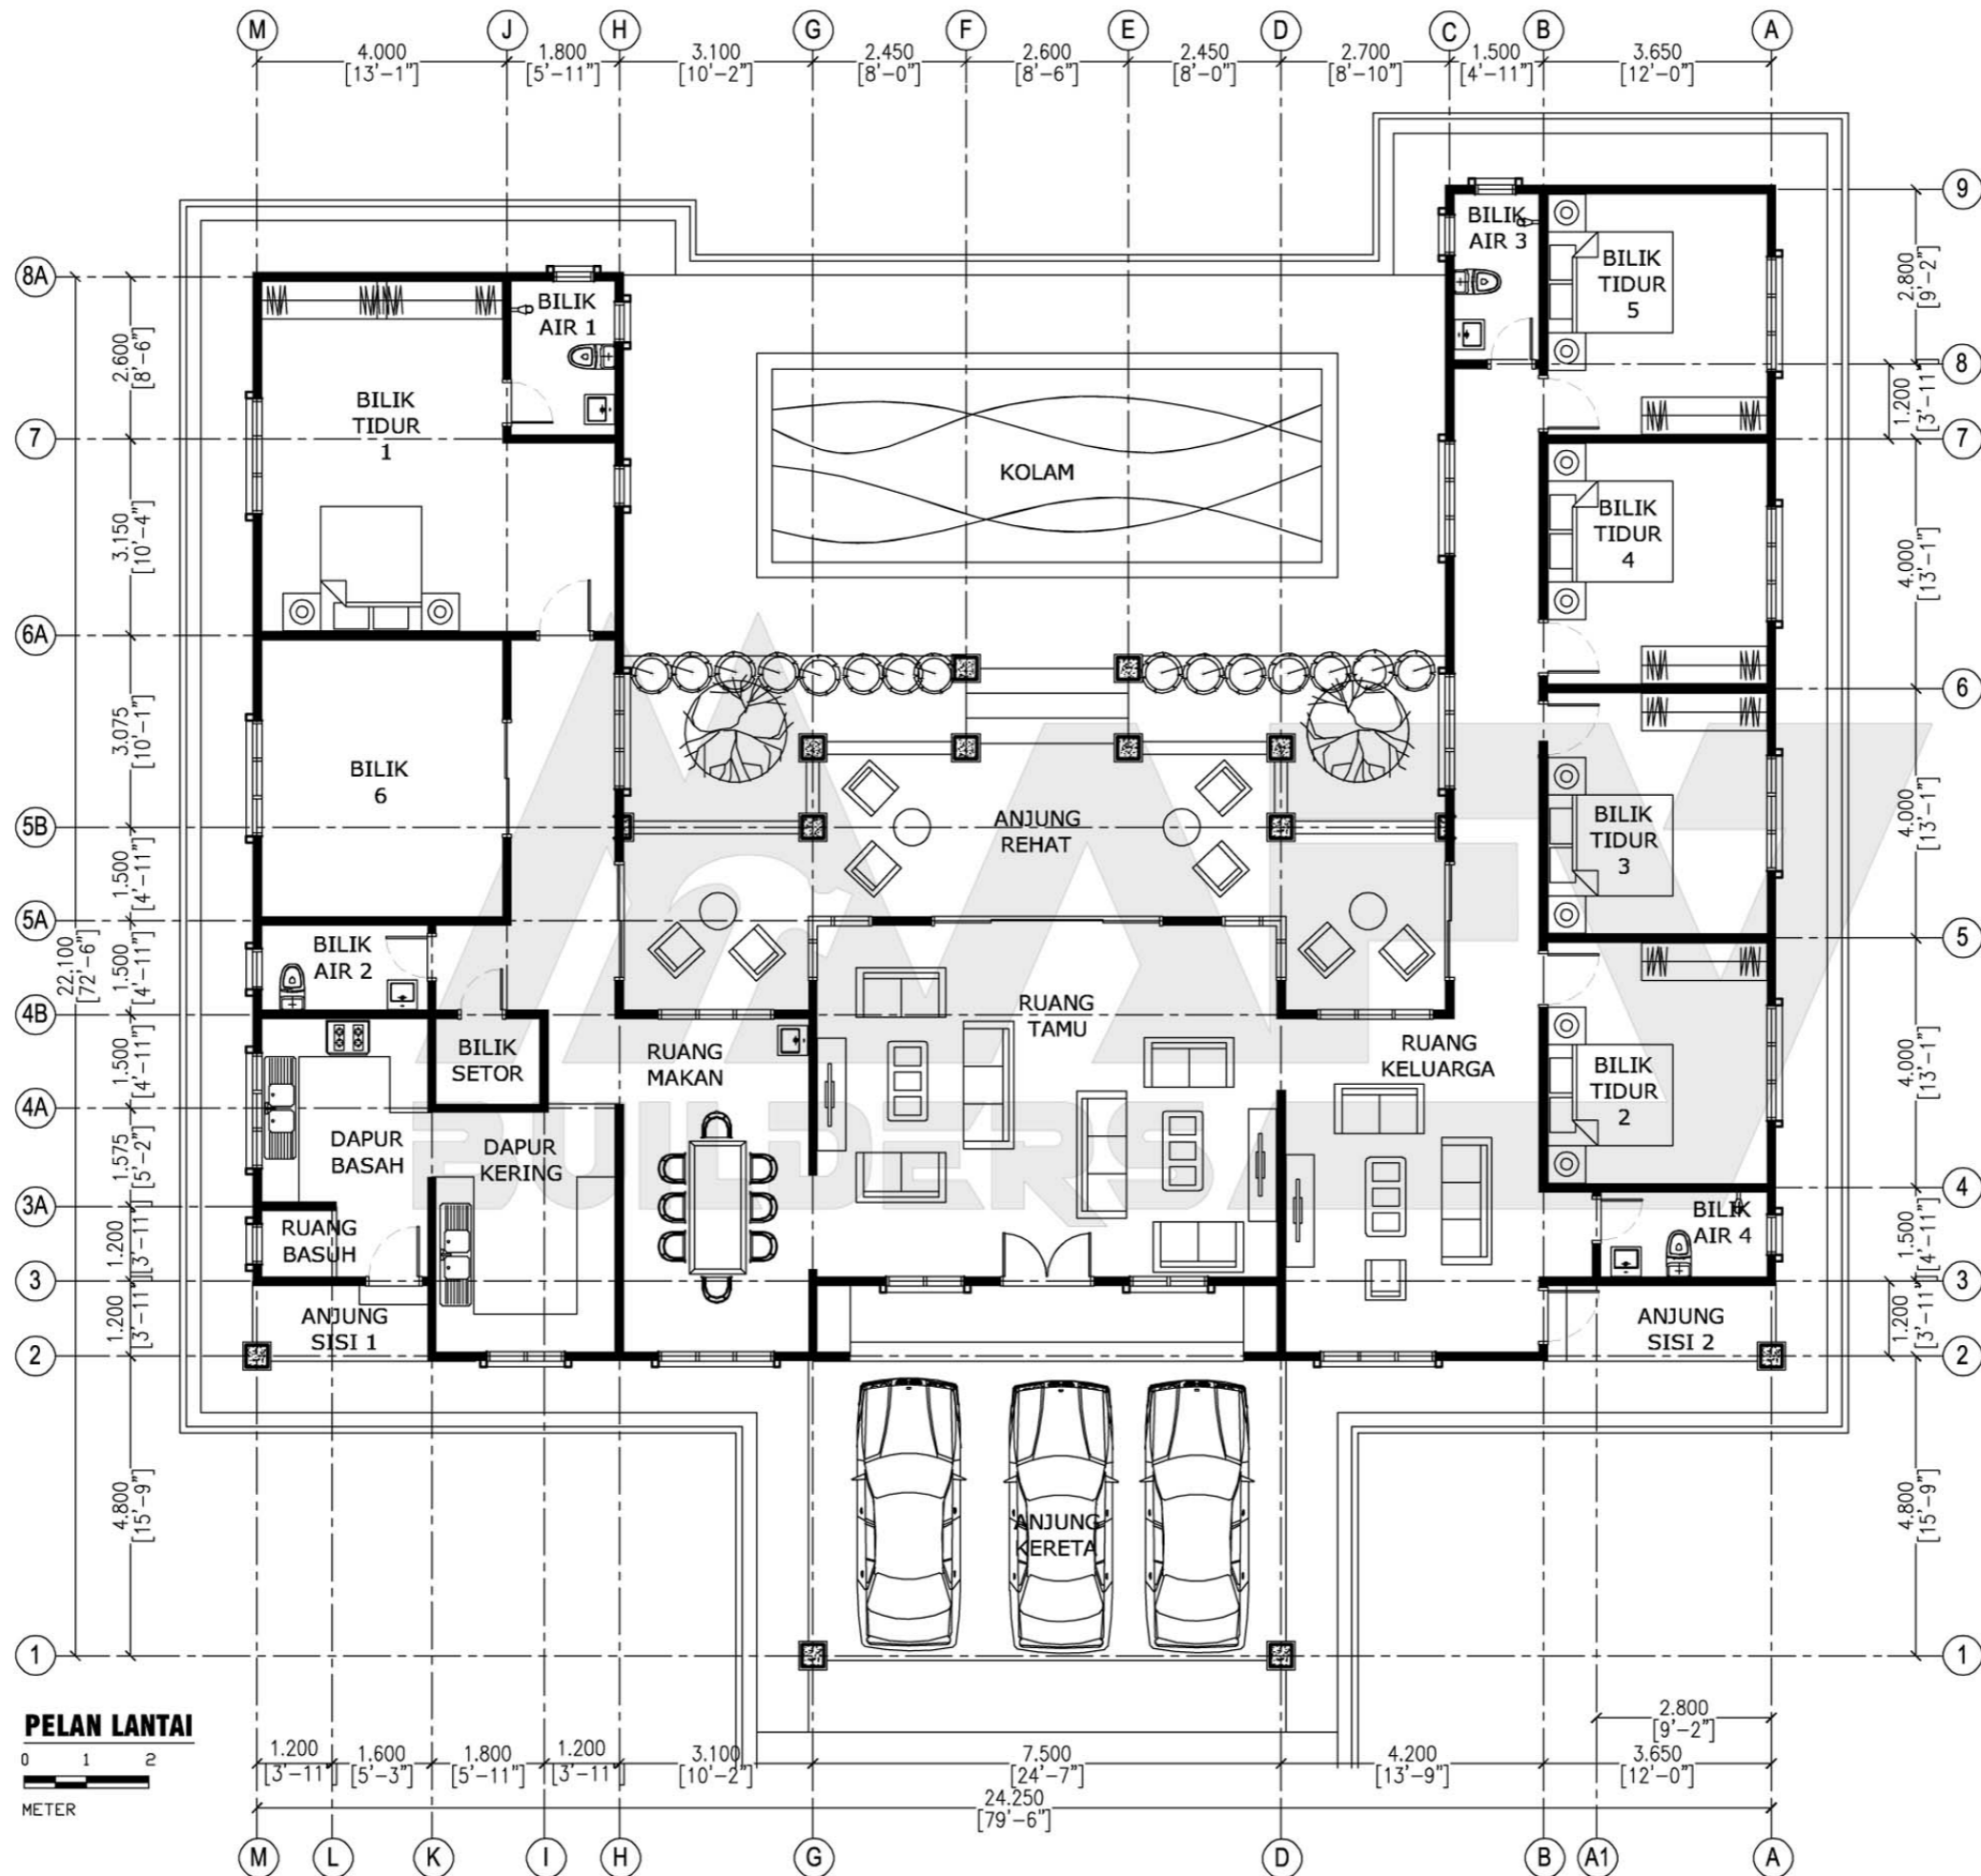 M J H G F E D C B A
4.000 1.800 3.100 2.450 2.600 2.450 2.700 1.500 3.650
[13'-1"] [5'-11"] [10'-2"] [8'-0"] [8'-6"] [8'-0"] [8'-10"] [4'-11"] [12'-0"]
8A
7
6A
5B
5A
4B
4A
3A
3
2
1
2.600
[8'-6"]
3.150
[10'-4"]
3.075
[10'-1"]
1.500
[4'-11"]
1.500
[4'-11"]
1.500
[4'-11"]
1.575
[5'-2"]
1.200
[3'-11"]
1.200
[3'-11"]
4.800
[15'-9"]
22.100
[72'-6"]
BILIK
AIR 1
BILIK
TIDUR
1
BILIK
6
BILIK
AIR 2
BILIK
SETOR
DAPUR
BASAH
DAPUR
KERING
RUANG
BASUH
ANJUNG
SISI 1
KOLAM
ANJUNG
REHAT
RUANG
MAKAN
RUANG
TAMU
RUANG
KELUARGA
ANJUNG
KERETA
BILIK
AIR 3
BILIK
TIDUR
5
BILIK
TIDUR
4
BILIK
TIDUR
3
BILIK
TIDUR
2
BILIK
AIR 4
ANJUNG
SISI 2
BUILDERS
9
8
7
6
5
4
3
2
1
2.800
[9'-2"]
1.200
[3'-11"]
4.000
[13'-1"]
4.000
[13'-1"]
4.000
[13'-1"]
1.500
[4'-11"]
1.200
[3'-11"]
4.800
[15'-9"]
PELAN LANTAI
0 1 2
METER
2.800
[9'-2"]
1.200 1.600 1.800 1.200 3.100 7.500 4.200 3.650
[3'-11"] [5'-3"] [5'-11"] [3'-11"] [10'-2"] [24'-7"] [13'-9"] [12'-0"]
24.250
[79'-6"]
M L K I H G D B A1 A